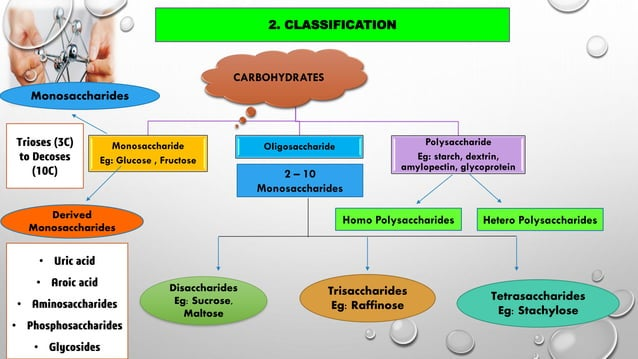 2. CLASSIFICATION
CARBOHYDRATES
Monosaccharides
Trioses (3C)
to Decoses
(10C)
Monosaccharide
Eg: Glucose , Fructose
Oligosaccharide
Polysaccharide
Eg: starch, dextrin,
amylopectin, glycoprotein
2 – 10
Monosaccharides
Derived
Monosaccharides
Homo Polysaccharides
Hetero Polysaccharides
• Uric acid
• Aroic acid
• Aminosaccharides
• Phosphosaccharides
• Glycosides
Disaccharides
Eg: Sucrose,
Maltose
Trisaccharides
Eg: Raffinose
Tetrasaccharides
Eg: Stachylose